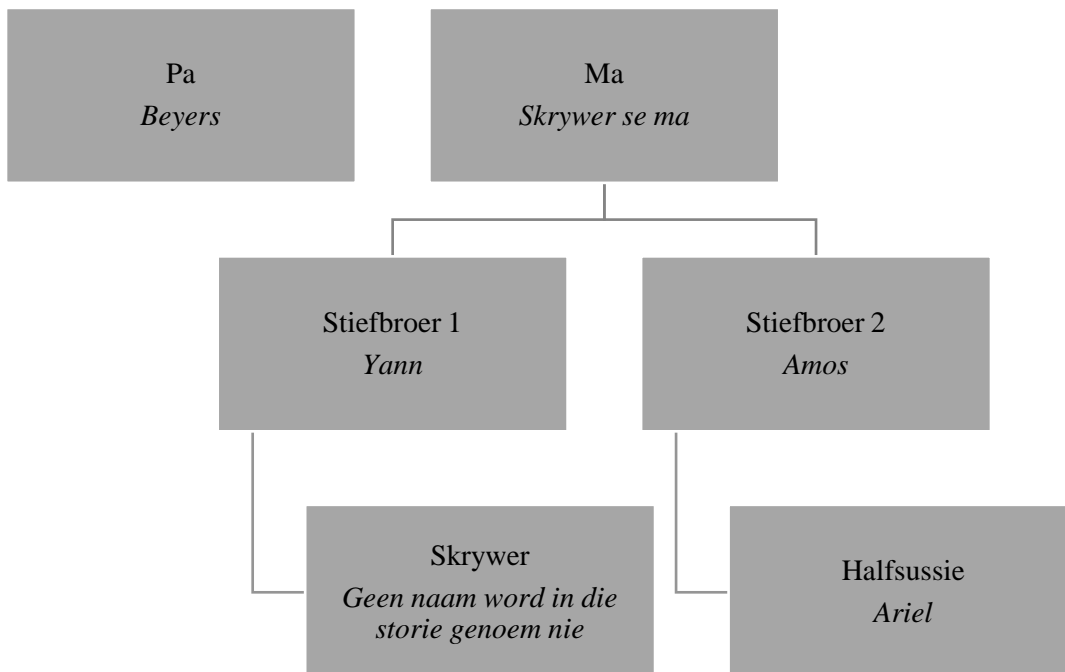 Pa
Beyers
Ma
Skrywer se ma
Stiefbroer 1
Yann
Stiefbroer 2
Amos
Skrywer
Geen naam word in die
storie genoem nie
Halfsussie
Ariel